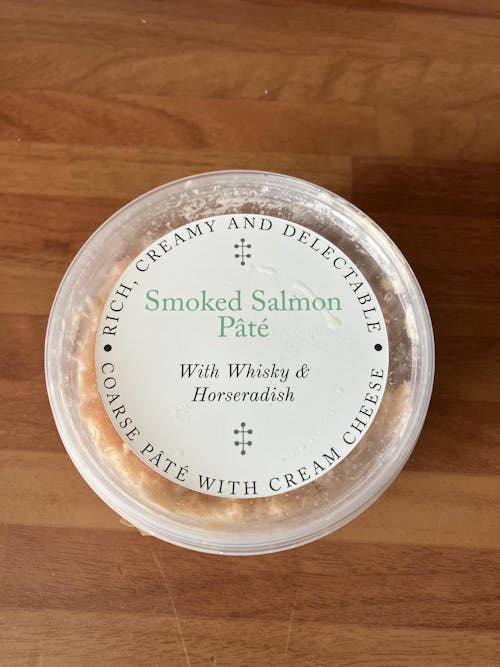 RICH, CREAMY AND DELECTABLE
Smoked Salmon
Pâté
With Whisky &
Horseradish
COARSE PÂTÉ WITH CREAM CHEESE